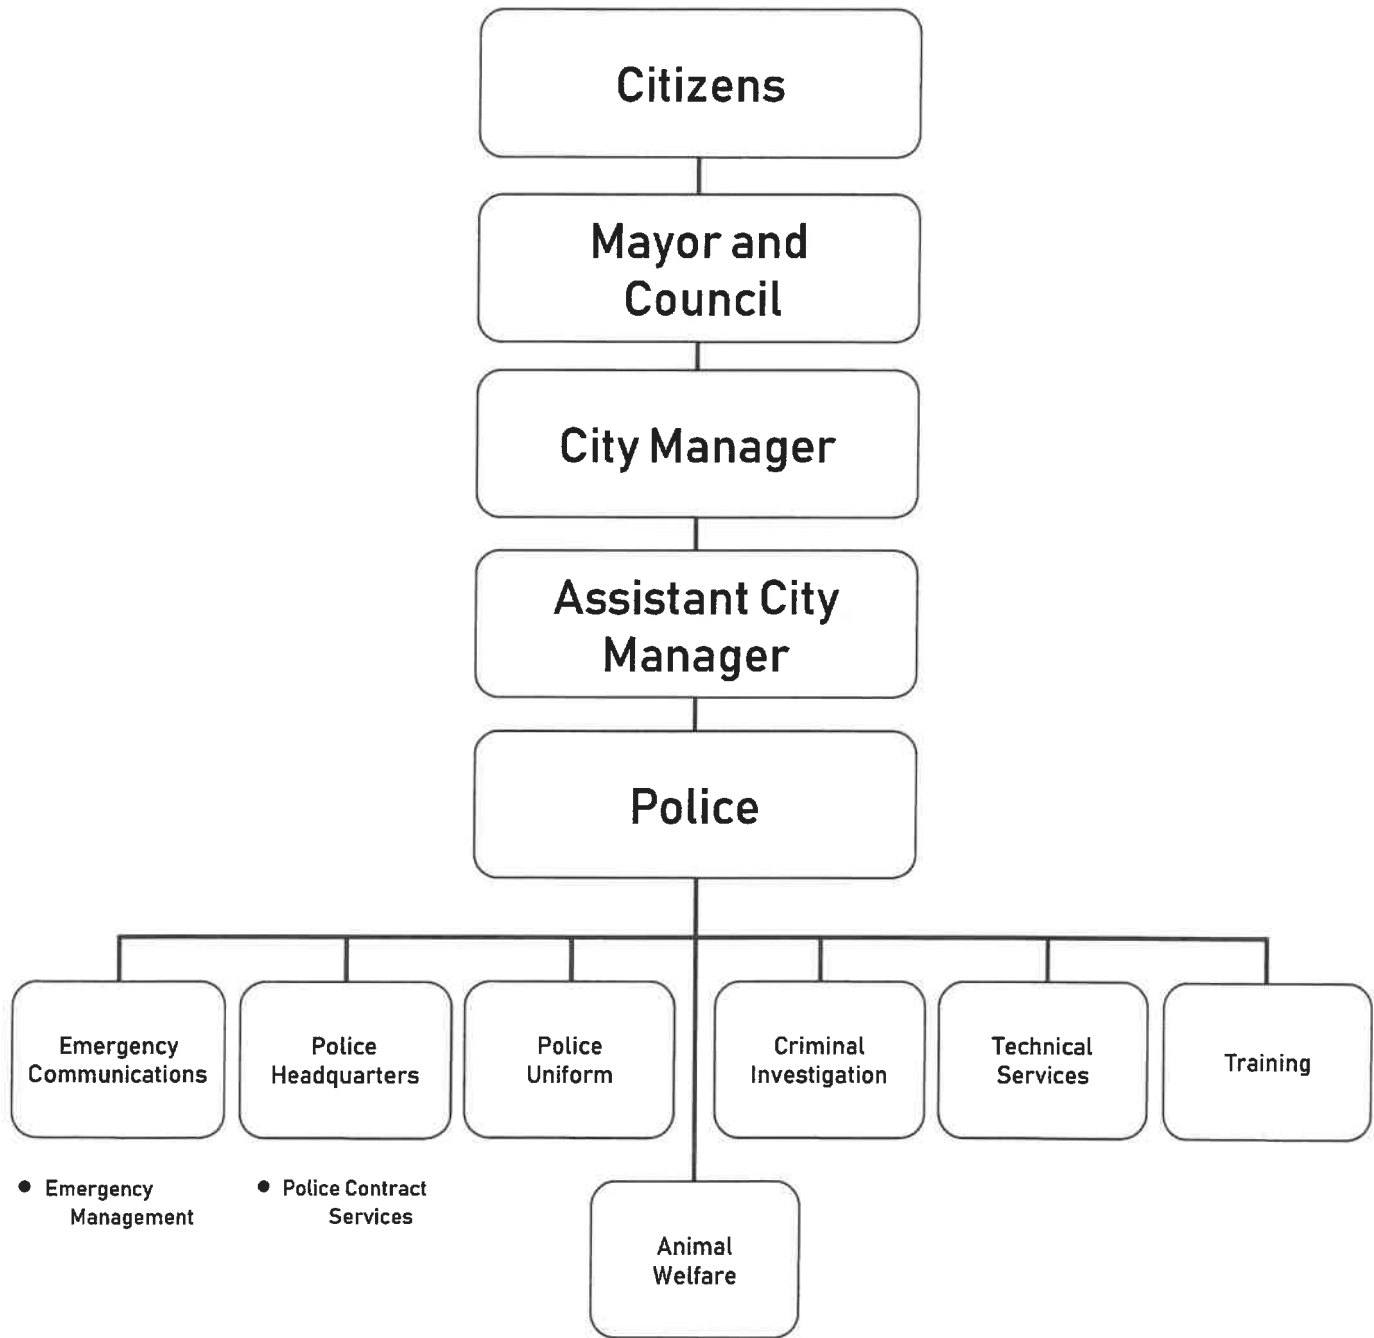 Citizens
Mayor and
Council
City Manager
Assistant City
Manager
Police
Emergency
Communications
Police
Headquarters
Police
Uniform
Criminal
Investigation
Technical
Services
Training
● Emergency
Management
● Police Contract
Services
Animal
Welfare